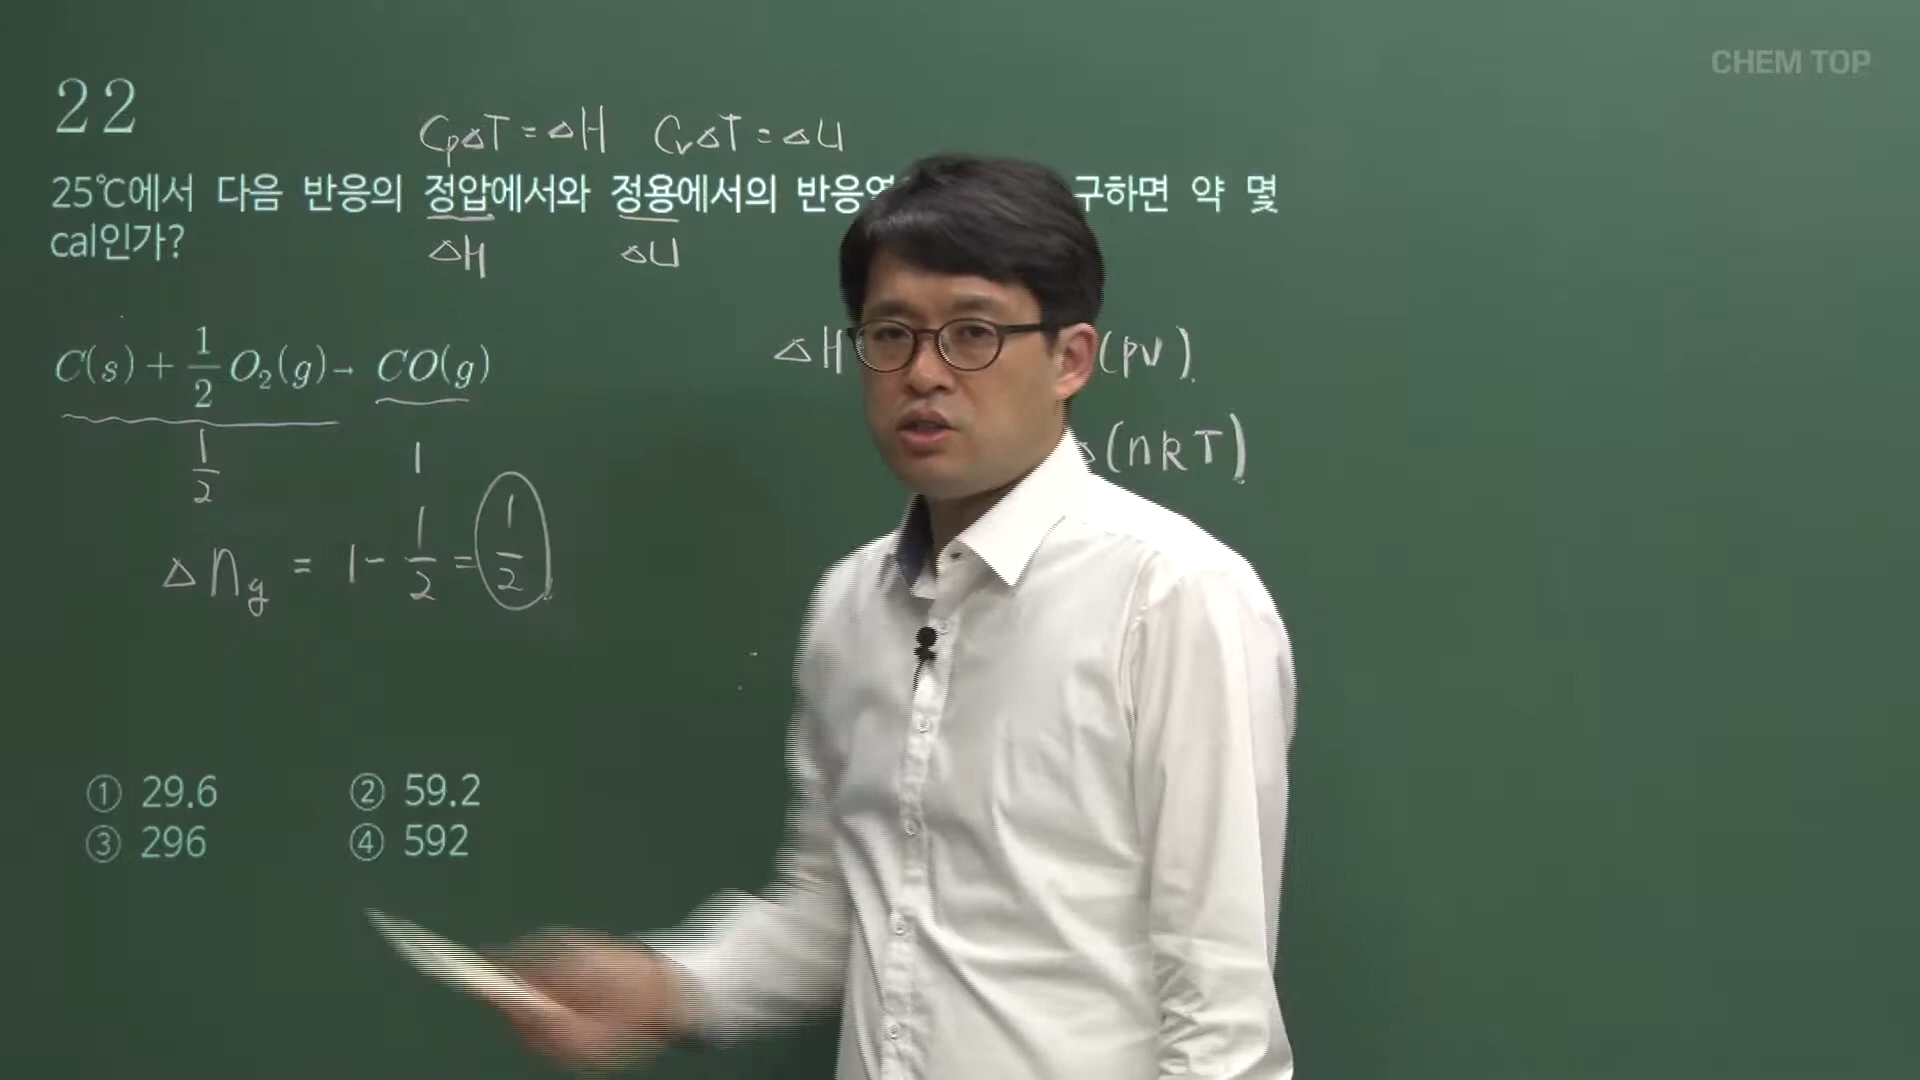 CHEM TOP
22
CpΔT = ΔH CvΔT = ΔU
25℃에서 다음 반응의 정압에서와 정용에서의 반응 구하면 약 몇
cal인가?
ΔH ΔU
C(s) + 1/2 O₂(g) → CO(g)
ΔH (PV)
1/2 1
Δ(nRT)
Δng = 1 - 1/2 = 1/2
① 29.6 ② 59.2
③ 296 ④ 592